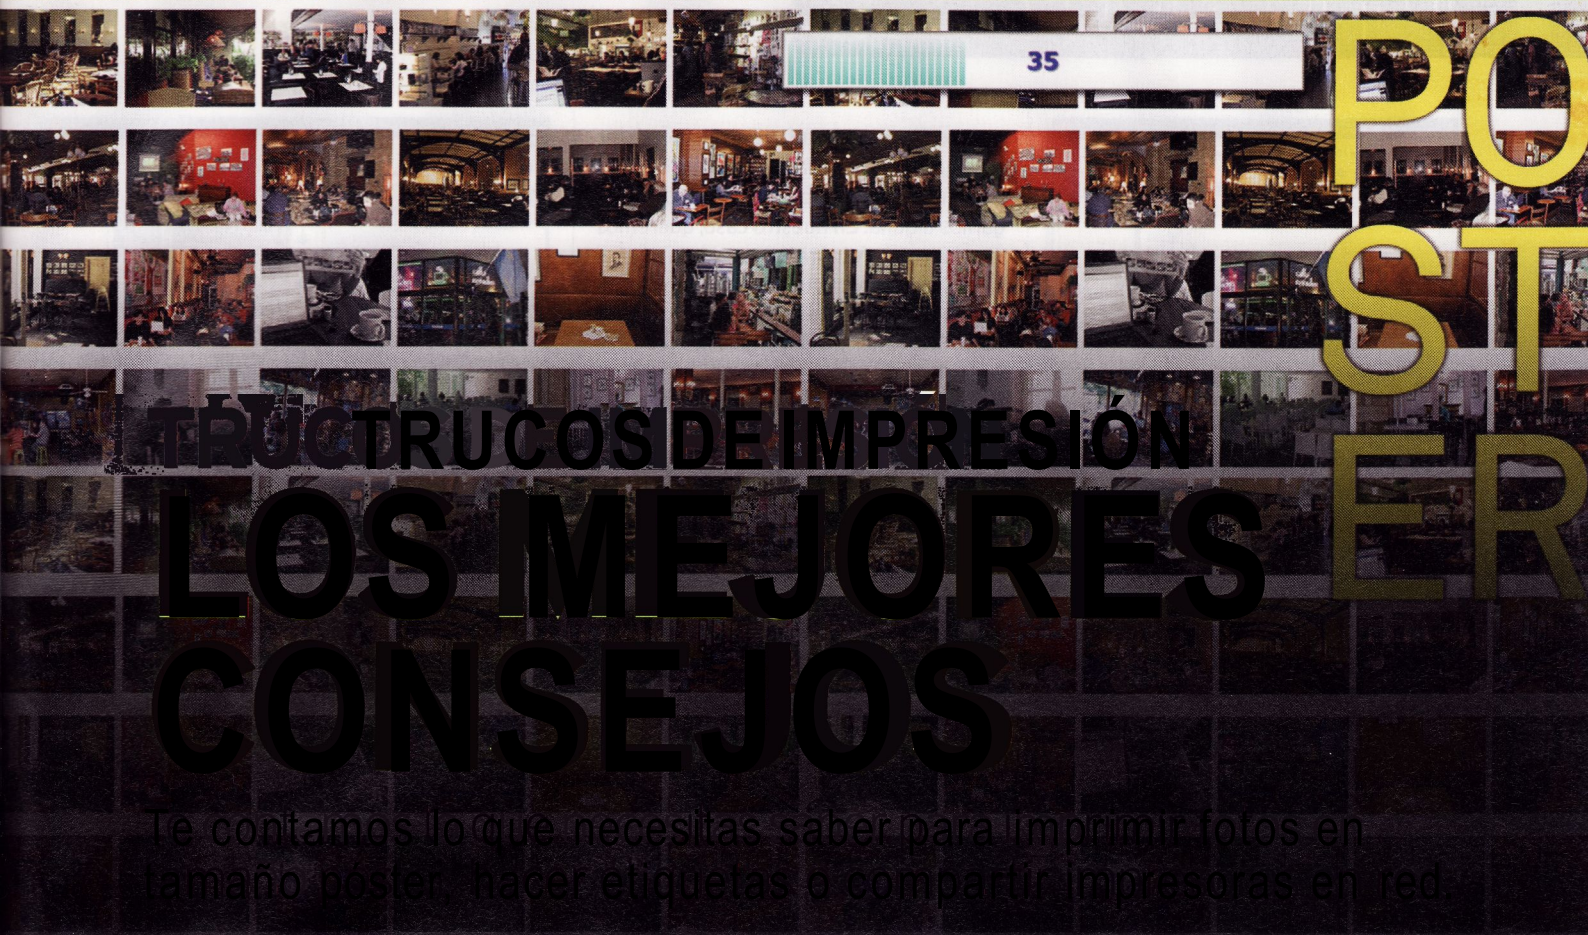 35
PO
ST
ER
TRUCOS DE IMPRESIÓN
LOS MEJORES
CONSEJOS
Te contamos lo que necesitas saber para imprimir fotos en
tamaño póster, hacer etiquetas o compartir impresoras en red.